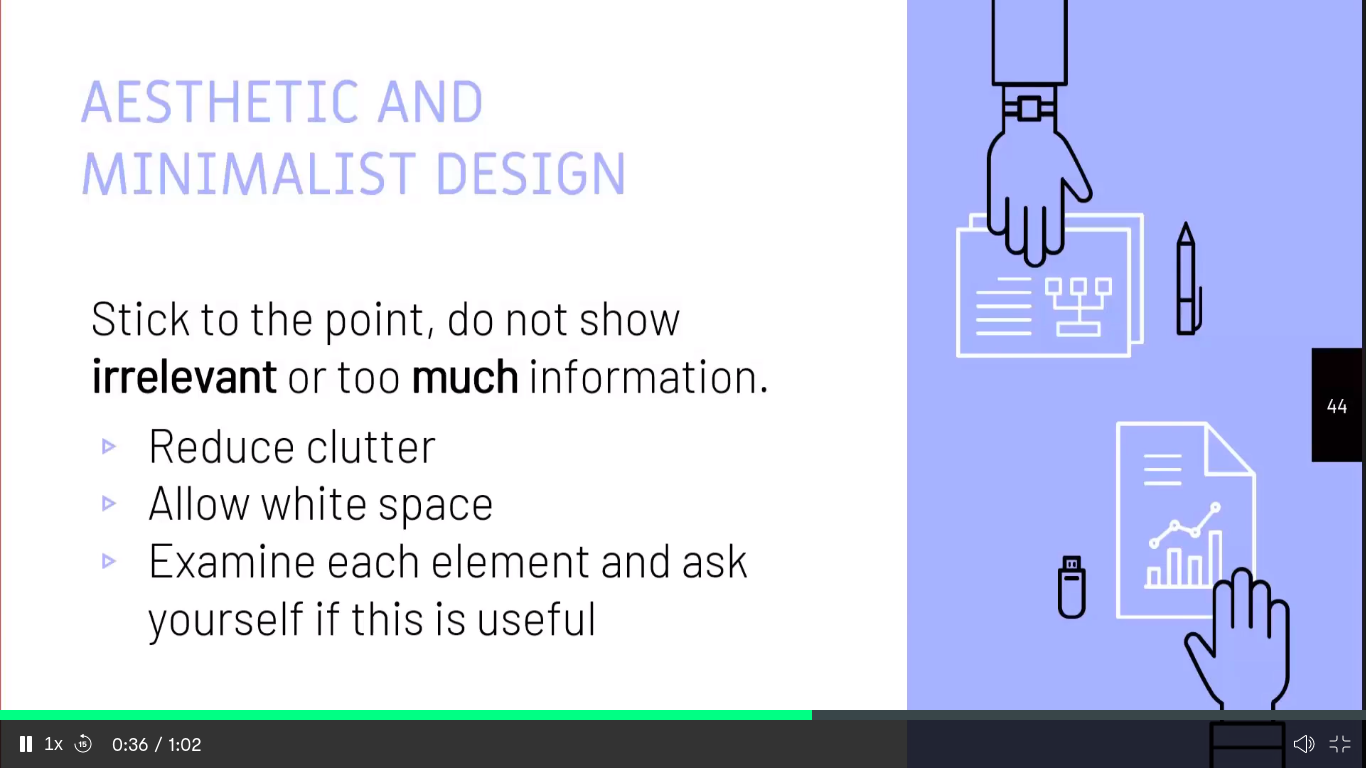 AESTHETIC AND
MINIMALIST DESIGN
Stick to the point, do not show
irrelevant or too much information.
Reduce clutter
Allow white space
Examine each element and ask
yourself if this is useful
44
1x 15 0:36 / 1:02